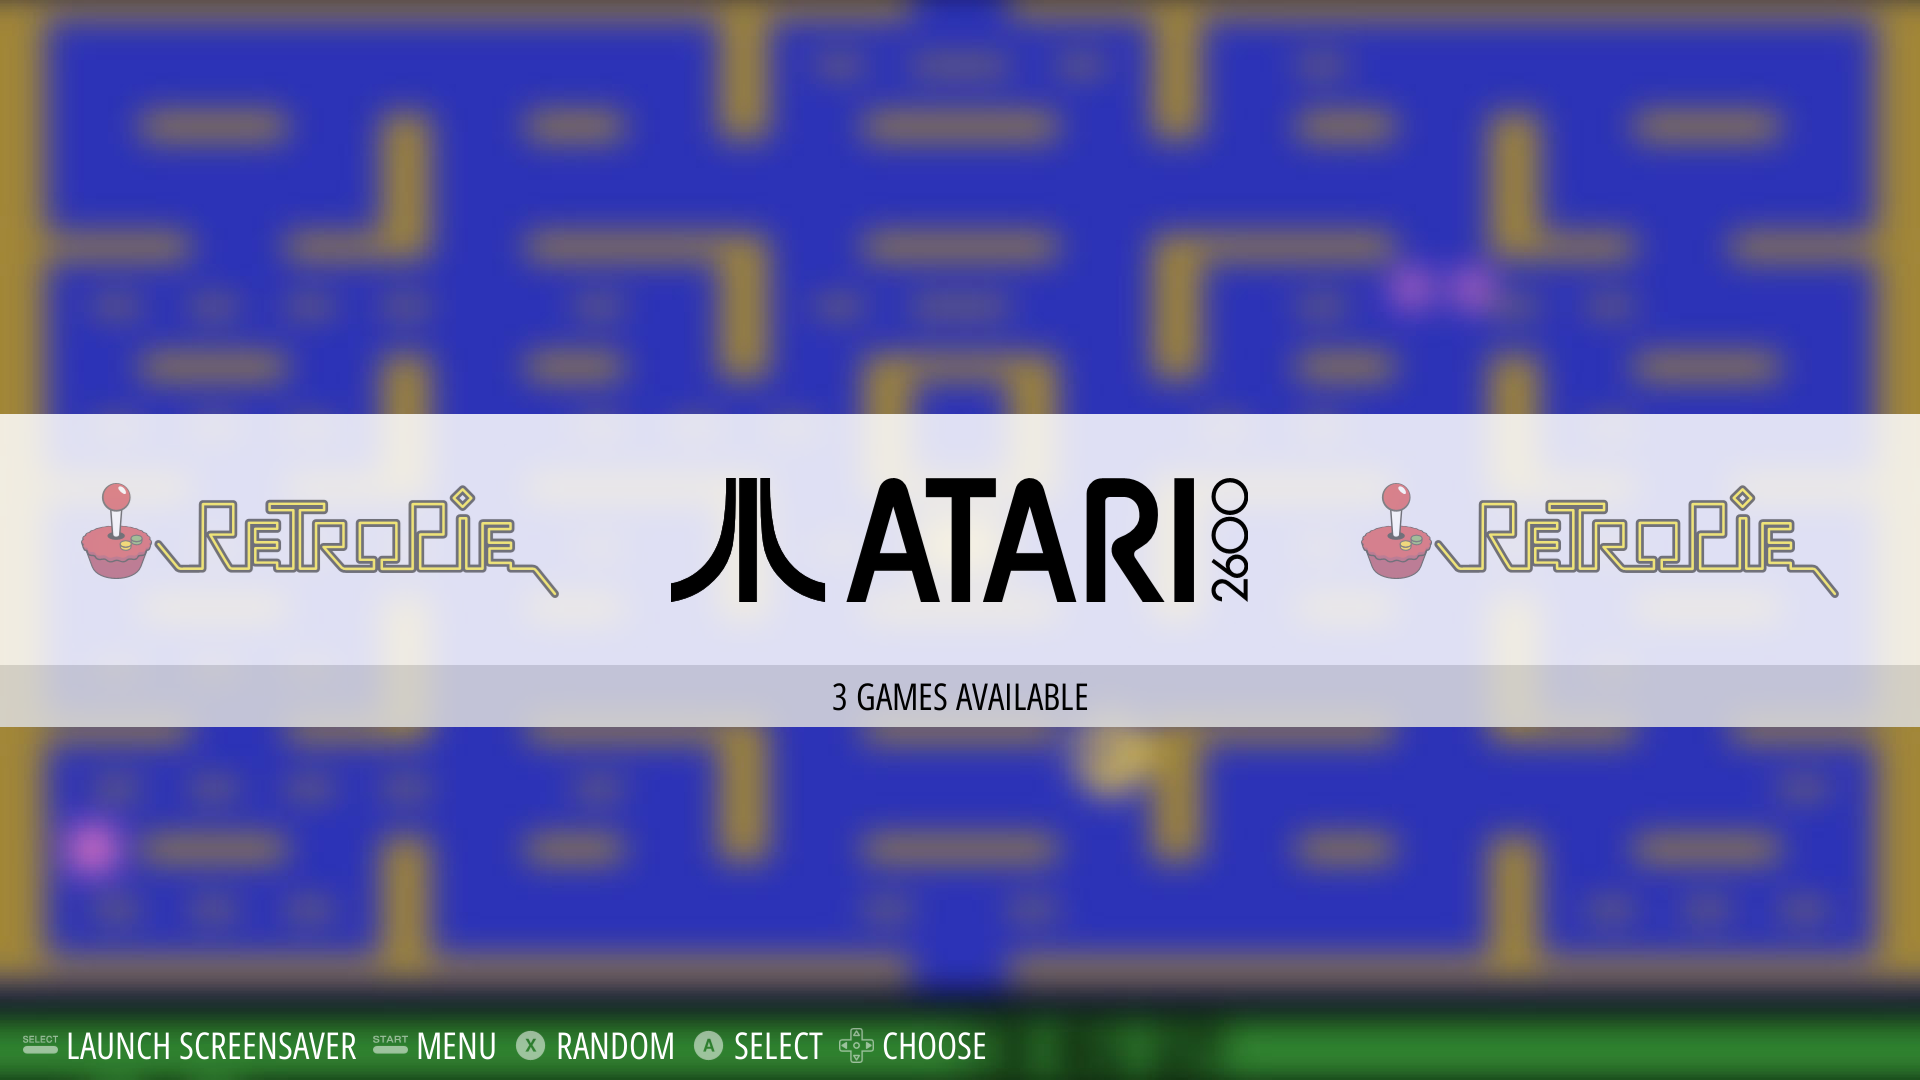 RETROPIE ATARI 2600 RETROPIE
3 GAMES AVAILABLE
SELECT LAUNCH SCREENSAVER START MENU X RANDOM A SELECT CHOOSE